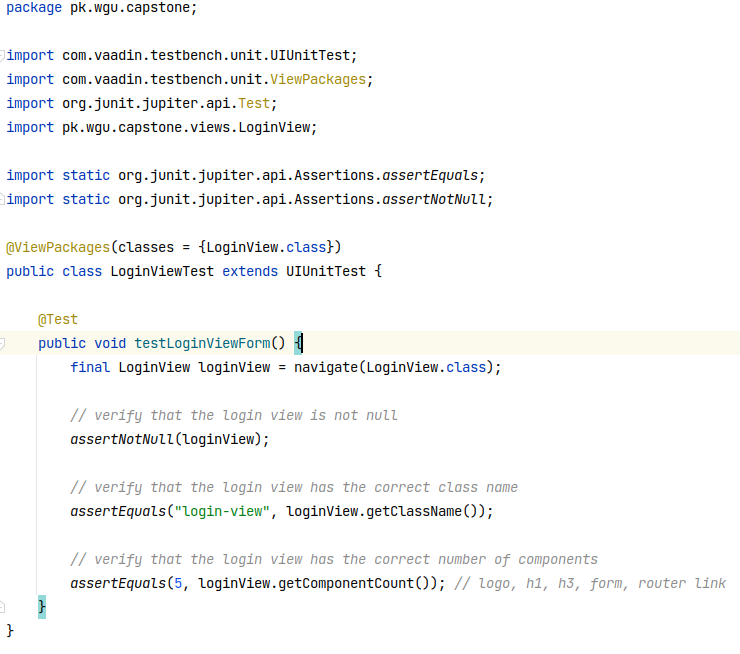 package pk.wgu.capstone;
import com.vaadin.testbench.unit.UIUnitTest;
import com.vaadin.testbench.unit.ViewPackages;
import org.junit.jupiter.api.Test;
import pk.wgu.capstone.views.LoginView;
import static org.junit.jupiter.api.Assertions.assertEquals;
import static org.junit.jupiter.api.Assertions.assertNotNull;
@ViewPackages(classes = {LoginView.class})
public class LoginViewTest extends UIUnitTest {
@Test
public void testLoginViewForm() {
final LoginView loginView = navigate(LoginView.class);
// verify that the login view is not null
assertNotNull(loginView);
// verify that the login view has the correct class name
assertEquals("login-view", loginView.getClassName());
// verify that the login view has the correct number of components
assertEquals(5, loginView.getComponentCount()); // logo, h1, h3, form, router link
}
}